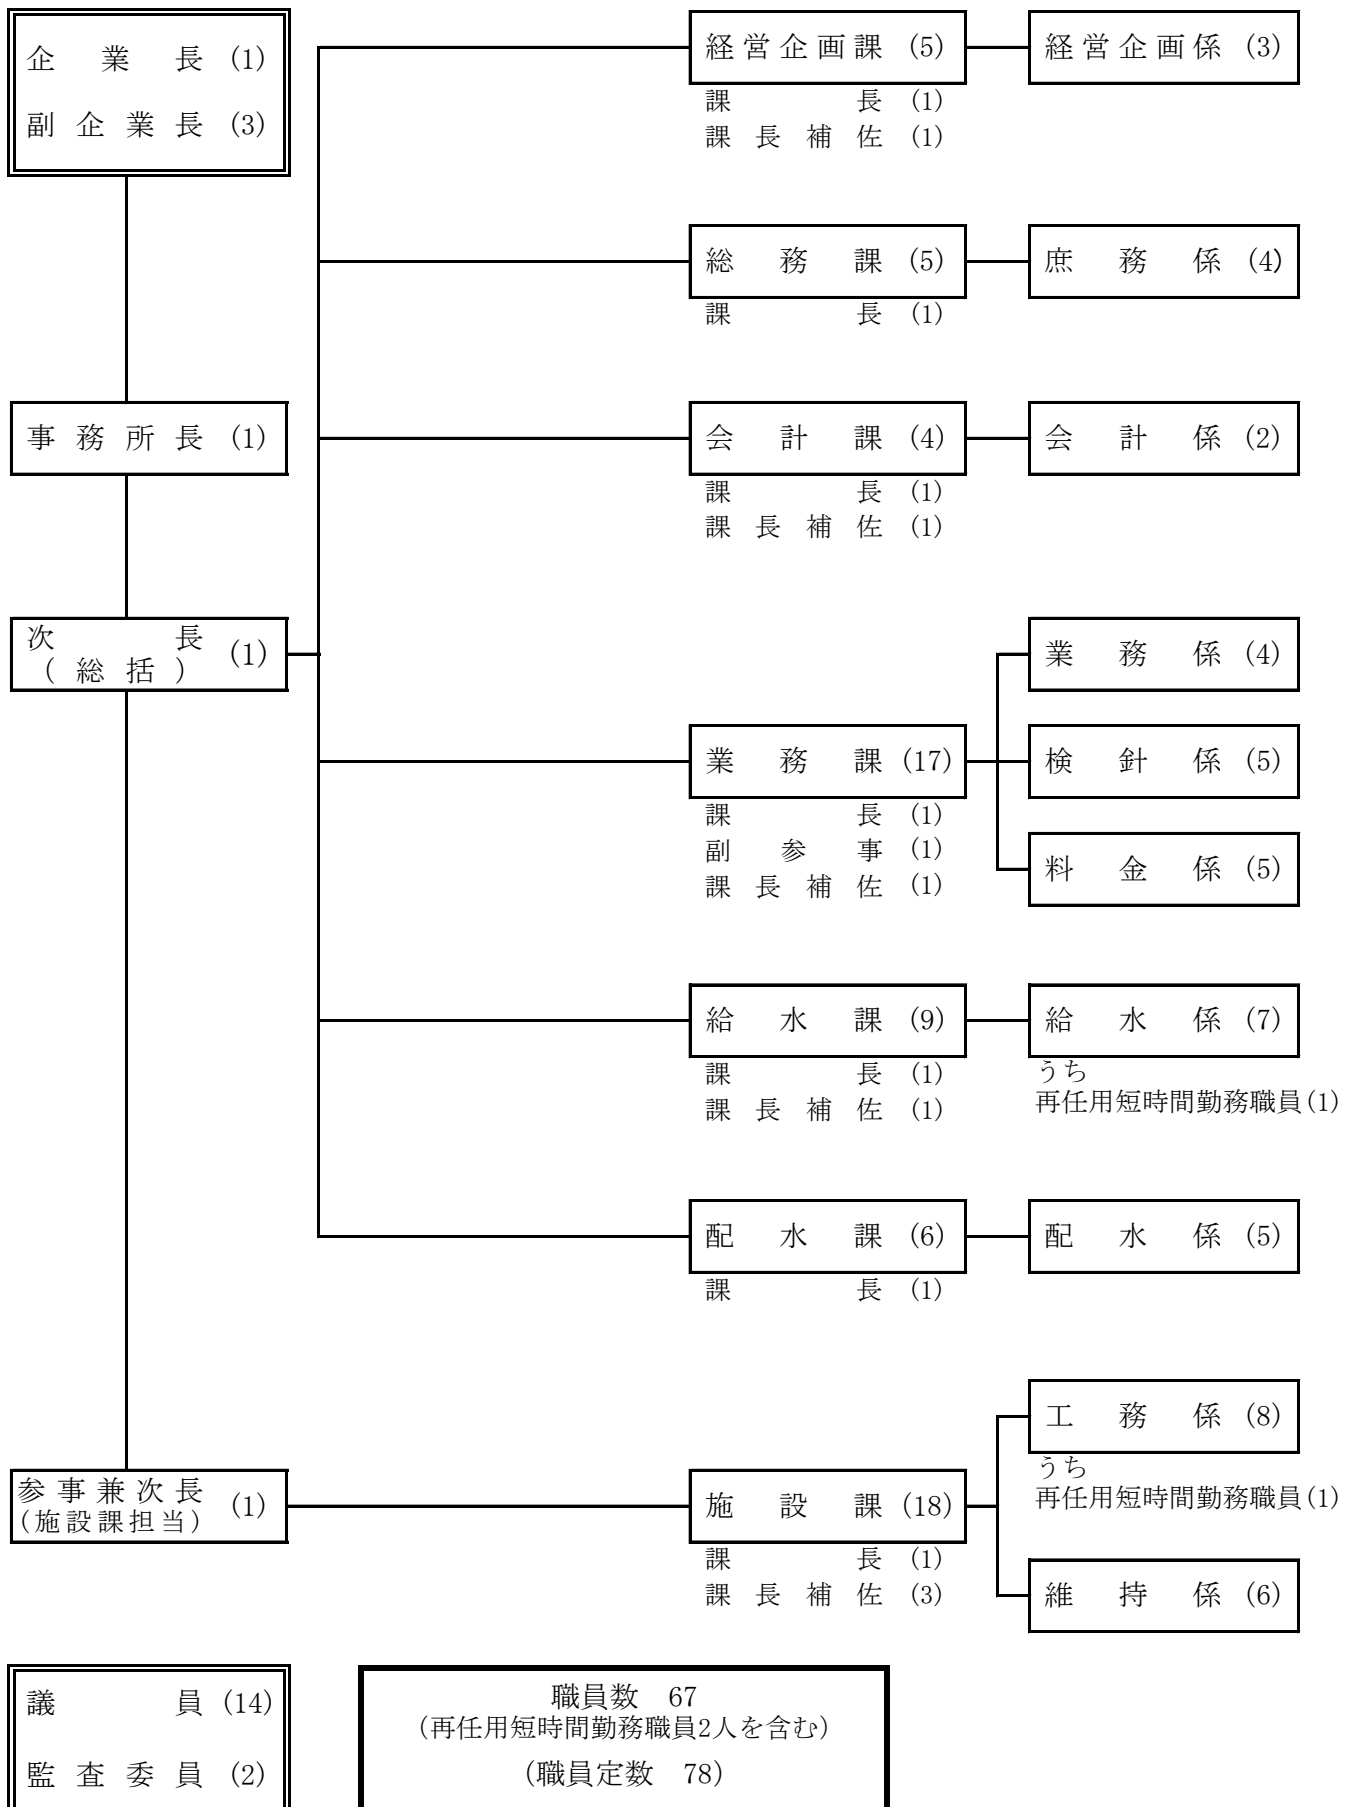 企業長 (1)
副企業長 (3)
事務所長 (1)
次長 (1)
(総括)
参事兼次長 (1)
(施設課担当)
経営企画課 (5)
課長 (1)
課長補佐 (1)
経営企画係 (3)
総務課 (5)
課長 (1)
庶務係 (4)
会計課 (4)
課長 (1)
課長補佐 (1)
会計係 (2)
業務課 (17)
課長 (1)
副参事 (1)
課長補佐 (1)
業務係 (4)
検針係 (5)
料金係 (5)
給水課 (9)
課長 (1)
課長補佐 (1)
給水係 (7)
うち
再任用短時間勤務職員(1)
配水課 (6)
課長 (1)
配水係 (5)
施設課 (18)
課長 (1)
課長補佐 (3)
工務係 (8)
うち
再任用短時間勤務職員(1)
維持係 (6)
議員 (14)
監査委員 (2)
職員数 67
(再任用短時間勤務職員2人を含む)
(職員定数 78)